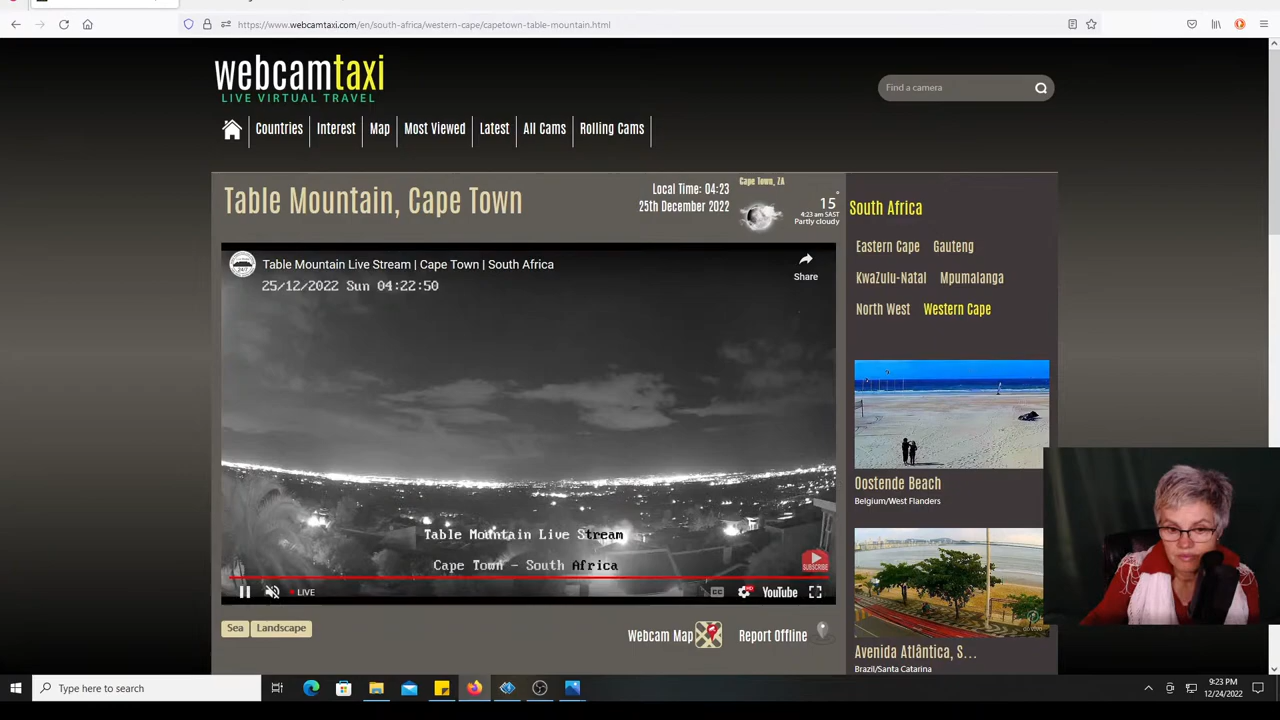 https://www.webcamtaxi.com/en/south-africa/western-cape/capetown-table-mountain.html
webcamtaxi
LIVE VIRTUAL TRAVEL
Find a camera
Countries
Interest
Map
Most Viewed
Latest
All Cams
Rolling Cams
Table Mountain, Cape Town
Local Time: 04:23
25th December 2022
Cape Town, ZA
15°
4:23 am SAST
Partly cloudy
Table Mountain Live Stream | Cape Town | South Africa
Share
25/12/2022 Sun 04:22:50
Table Mountain Live Stream
Cape Town - South Africa
SUBSCRIBE
LIVE
CC
HD
YouTube
Sea
Landscape
Webcam Map
Report Offline
South Africa
Eastern Cape
Gauteng
KwaZulu-Natal
Mpumalanga
North West
Western Cape
Oostende Beach
Belgium/West Flanders
Avenida Atlântica, S...
Brazil/Santa Catarina
Type here to search
9:23 PM
12/24/2022